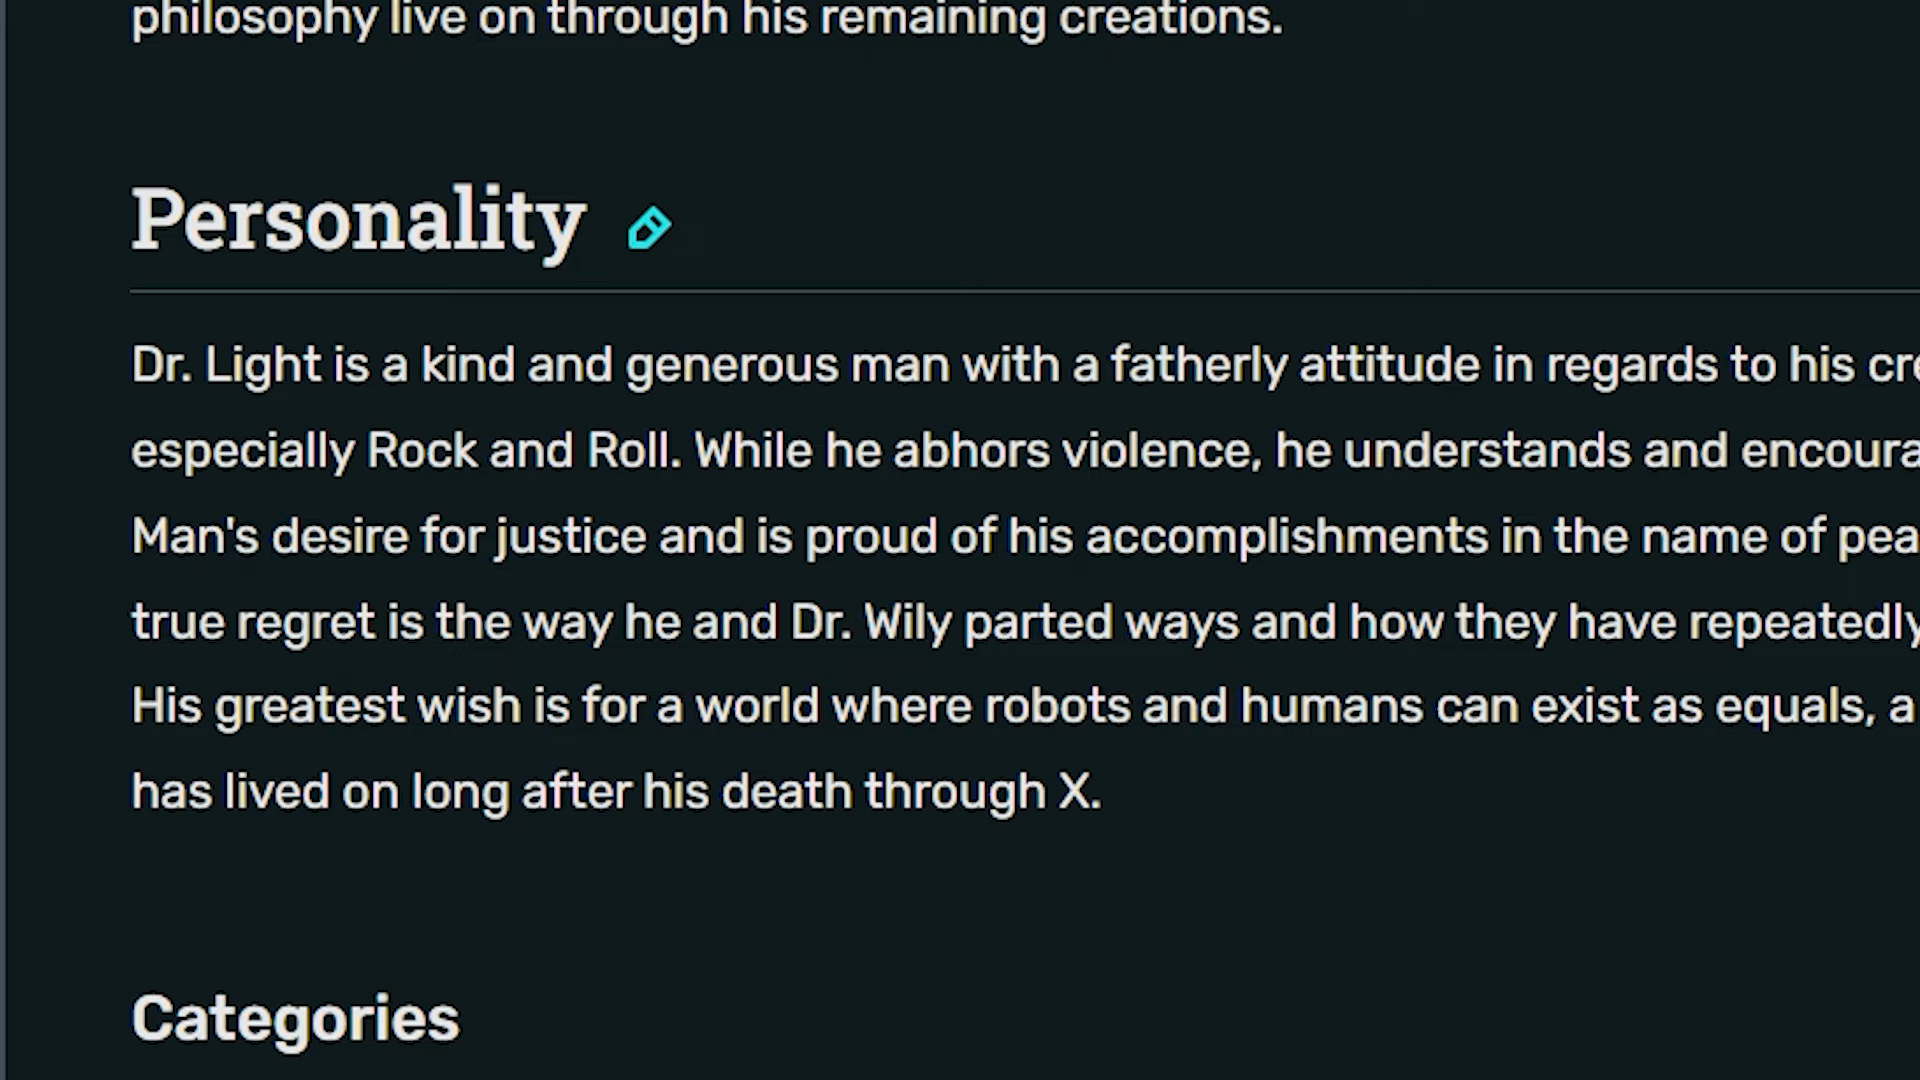 philosophy live on through his remaining creations.
Personality
Dr. Light is a kind and generous man with a fatherly attitude in regards to his
especially Rock and Roll. While he abhors violence, he understands and
Man's desire for justice and is proud of his accomplishments in the name of
true regret is the way he and Dr. Wily parted ways and how they have repeatedly
His greatest wish is for a world where robots and humans can exist as equals, a
has lived on long after his death through X.
Categories